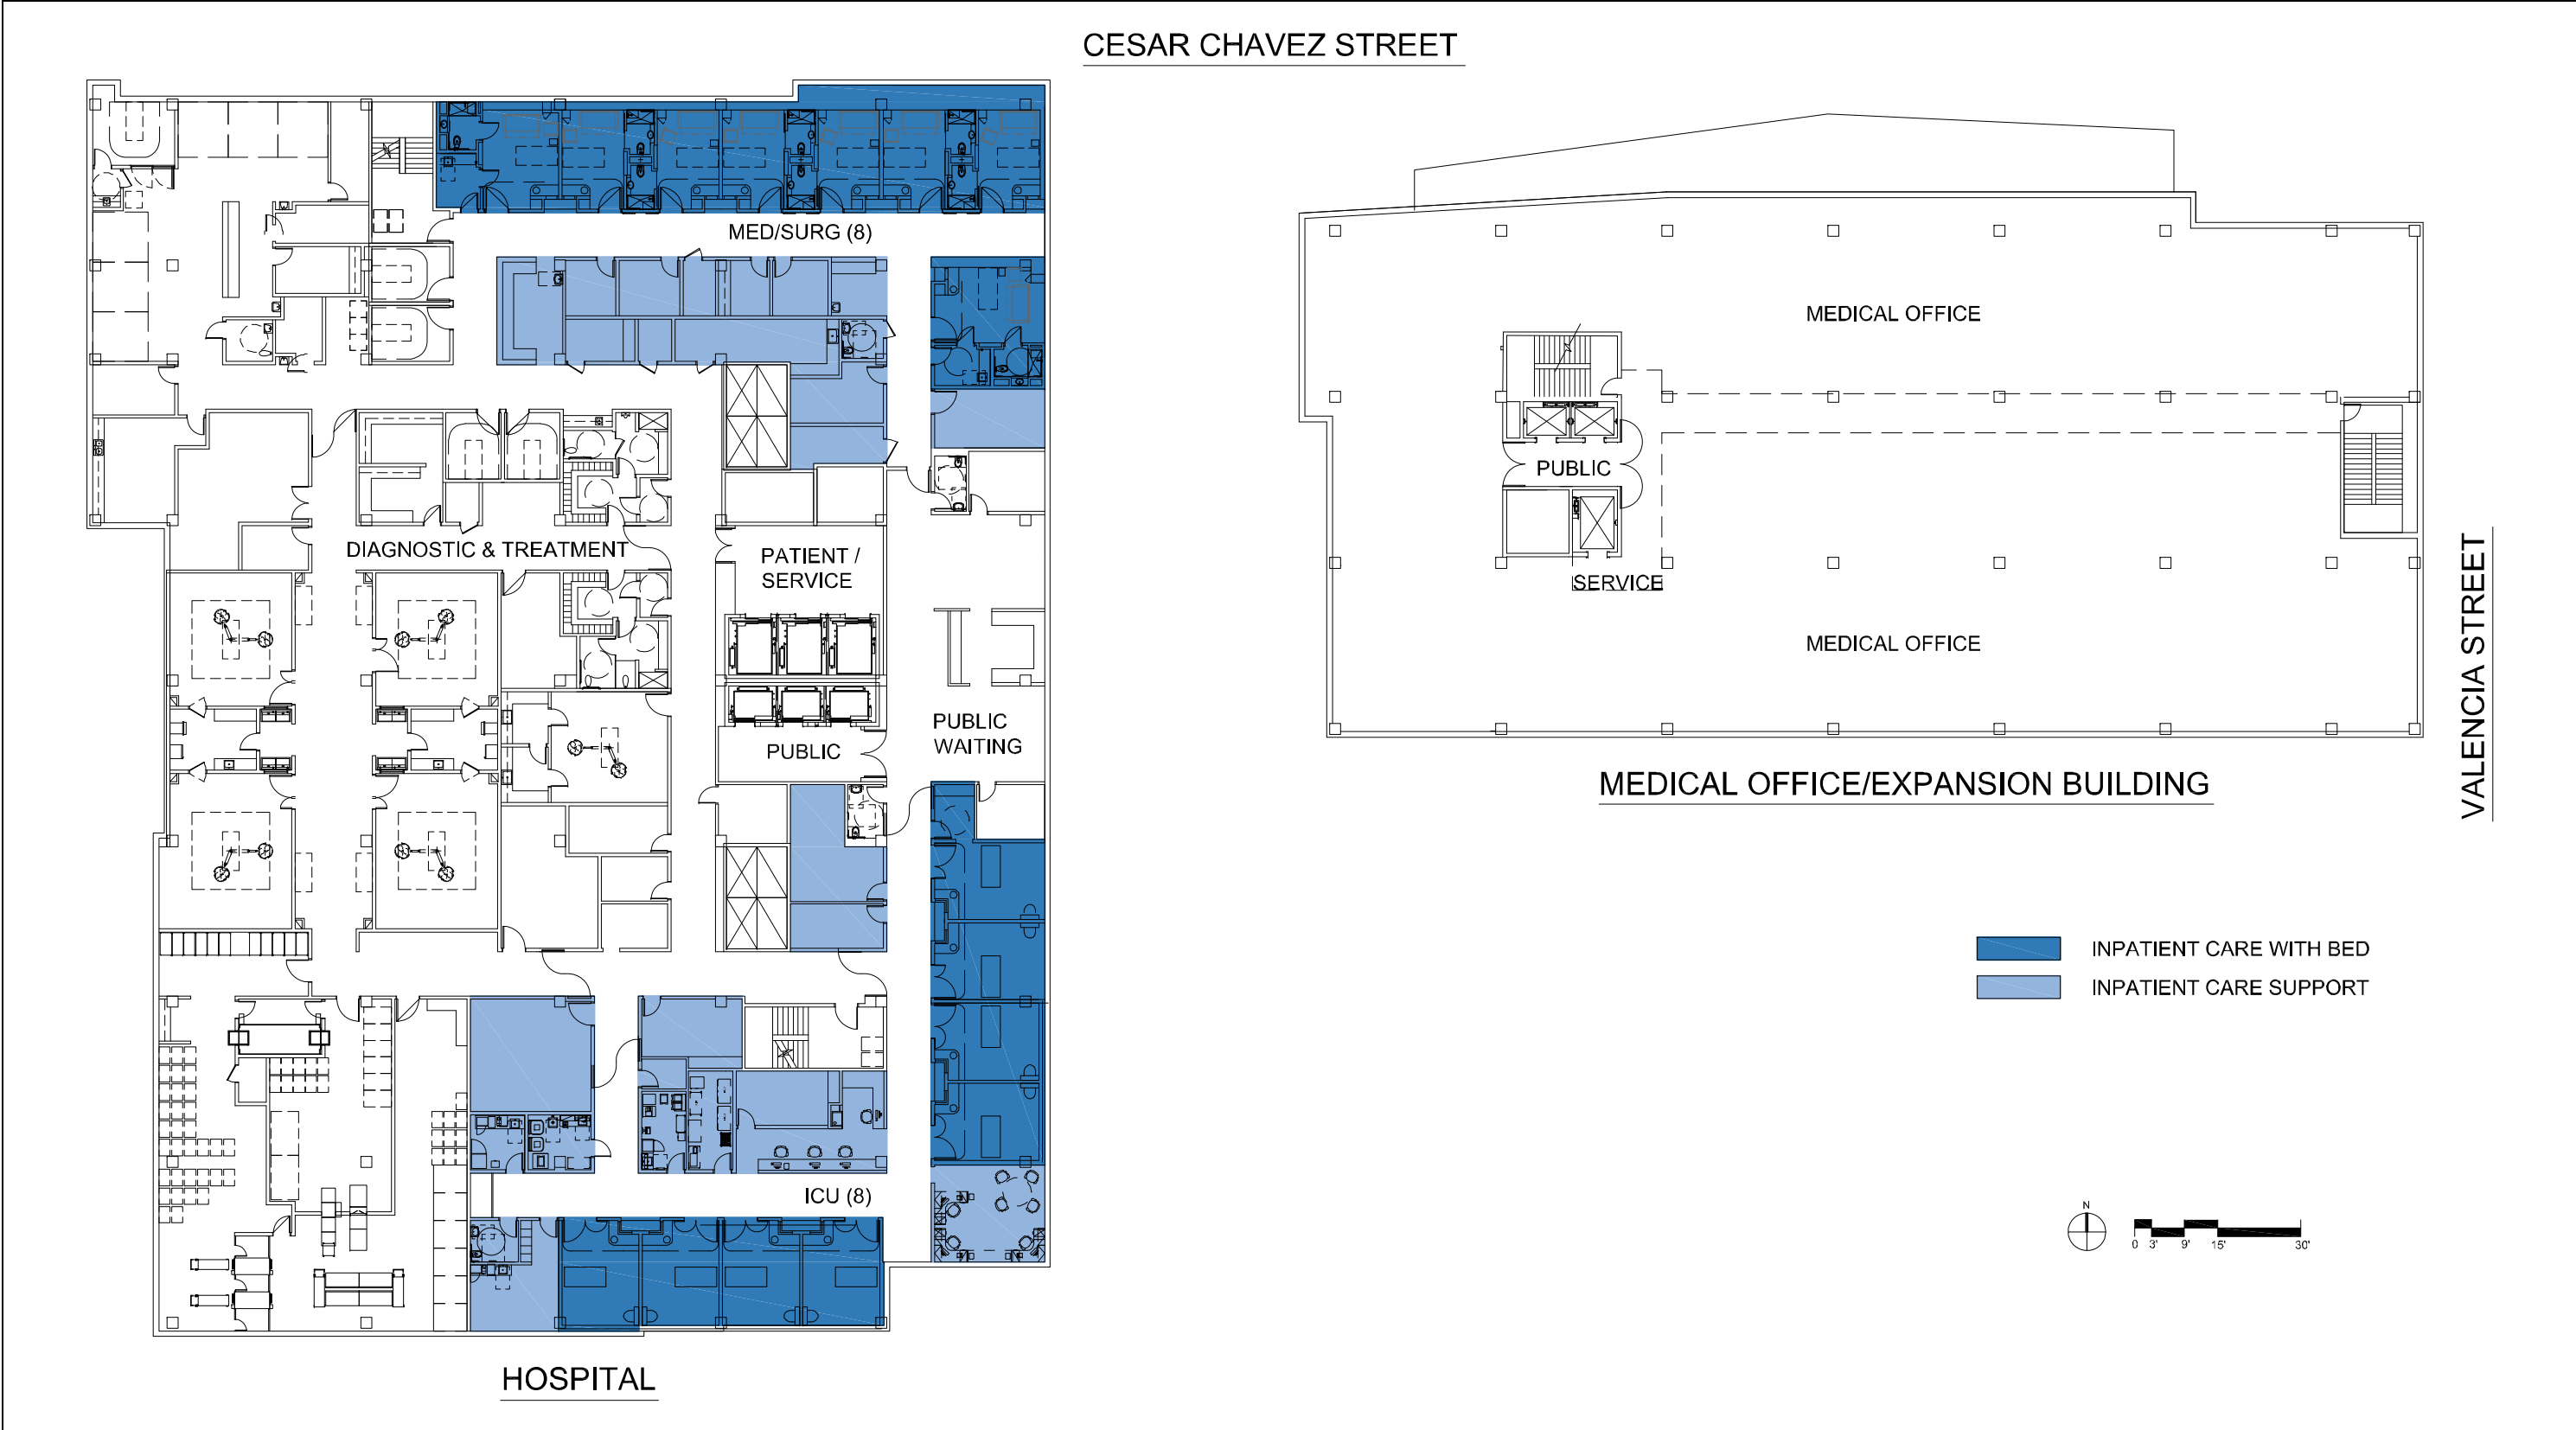 CESAR CHAVEZ STREET
MED/SURG (8)
DIAGNOSTIC & TREATMENT
PATIENT /
SERVICE
PUBLIC
WAITING
PUBLIC
ICU (8)
HOSPITAL
MEDICAL OFFICE
PUBLIC
SERVICE
MEDICAL OFFICE
MEDICAL OFFICE/EXPANSION BUILDING
VALENCIA STREET
INPATIENT CARE WITH BED
INPATIENT CARE SUPPORT
N
0 3' 9' 15' 30'